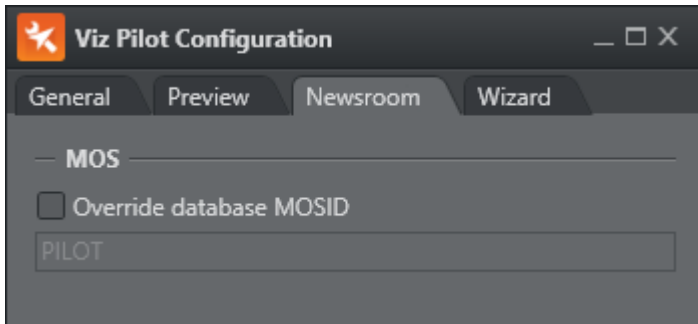 Viz Pilot Configuration
General Preview Newsroom Wizard
MOS
Override database MOSID
PILOT